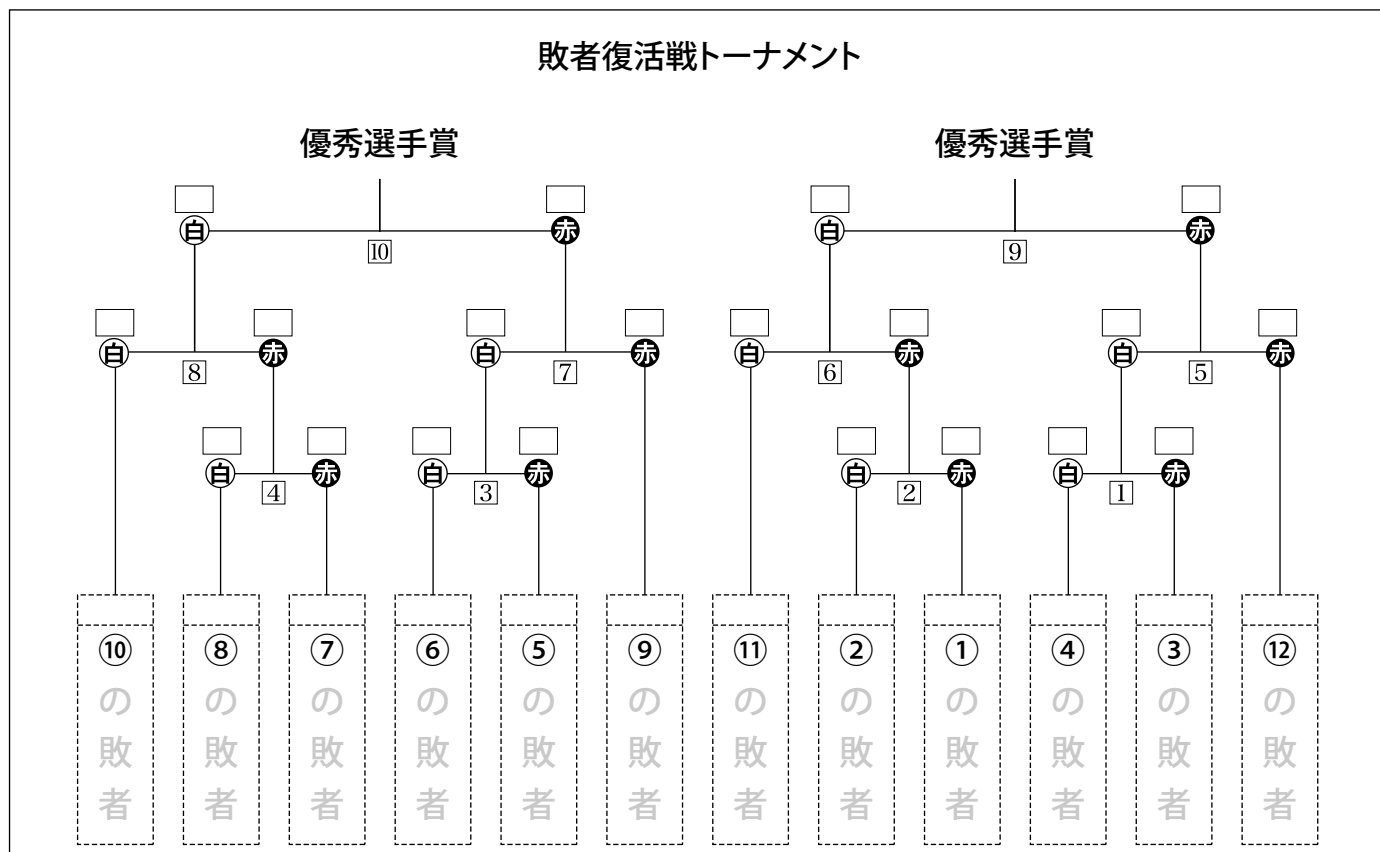 敗者復活戦トーナメント
優秀選手賞 優秀選手賞
白 赤 白 赤
10 9
白 赤 白 赤 白 赤 白 赤
8 7 6 5
白 赤 白 赤 白 赤 白 赤
4 3 2 1
⑩の敗者
⑧の敗者
⑦の敗者
⑥の敗者
⑤の敗者
⑨の敗者
⑪の敗者
②の敗者
①の敗者
④の敗者
③の敗者
⑫の敗者